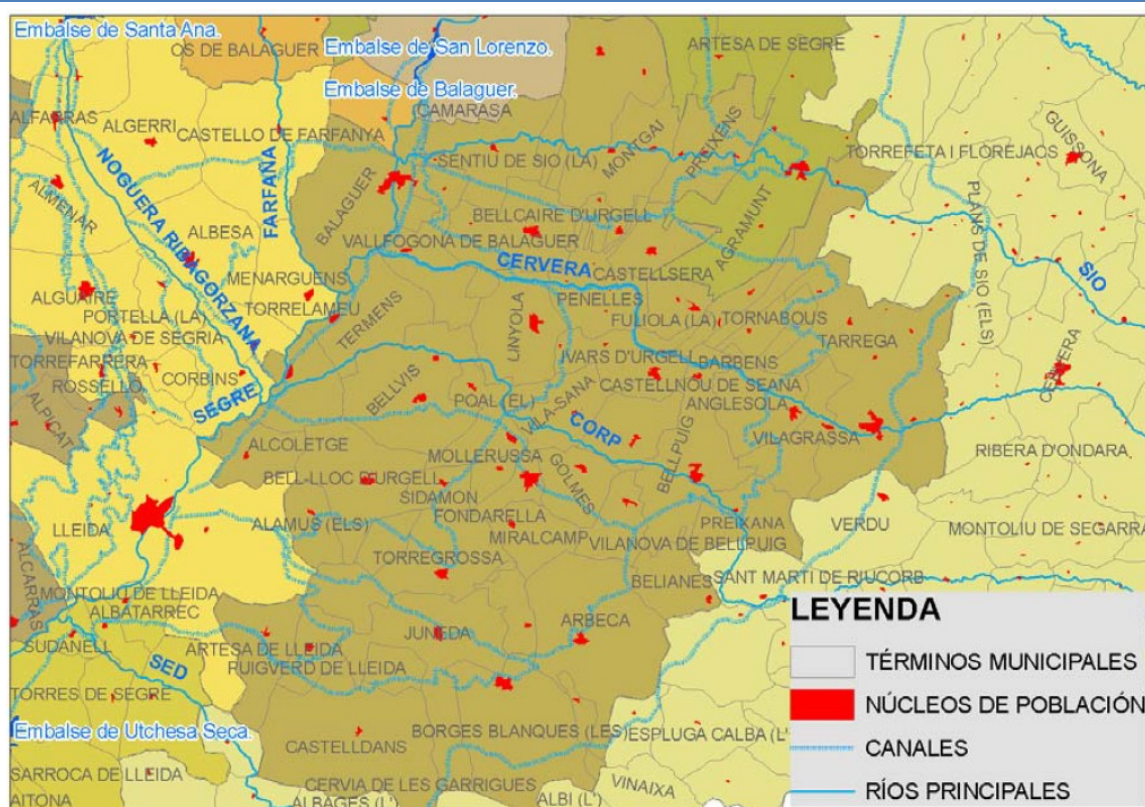 Embalse de Santa Ana.
OS DE BALAGUER
Embalse de San Lorenzo.
ARTESA DE SEGRE
Embalse de Balaguer.
CAMARASA
ALFARRAS
ALGERRI
CASTELLO DE FARFANYA
MONTGAI
PREIXENS
GUISSONA
SENTIU DE SIO (LA)
TORREFETA I FLOREJACS
NOGUERA RIBAGORZANA
FARFAÑA
ALMENAR
BALAGUER
AGRAMUNT
PLANS DE SIO (ELS)
ALBESA
BELLCAIRE D'URGELL
VALLFOGONA DE BALAGUER
CERVERA
CASTELLSERA
SIO
MENARGUENS
ALGUAIRE
PORTELLA (LA)
TORRELAMEU
TERMENS
LINYOLA
PENELLES
FULIOLA (LA)
TORNABOUS
VILANOVA DE SEGRIA
TARREGA
TORREFARRERA
ROSSELLO
CORBINS
IVARS D'URGELL
BARBENS
CERVERA
SEGRE
BELLVIS
CASTELLNOU DE SEANA
ALPICAT
POAL (EL)
VILA-SANA
CORP
ANGLESOLA
VILAGRASSA
ALCOLETGE
MOLLERUSSA
GOLMES
BELLPUIG
RIBERA D'ONDARA
BELL-LLOC D'URGELL
SIDAMON
FONDARELLA
LLEIDA
ALAMUS (ELS)
MIRALCAMP
PREIXANA
VERDU
MONTOLIU DE SEGARRA
VILANOVA DE BELLPUIG
ALCARRAS
TORREGROSSA
BELIANES
SANT MARTI DE RIUCORB
MONTOLIU DE LLEIDA
ALBATARREC
SUDANELL
JUNEDA
ARBECA
ARTESA DE LLEIDA
PUIGVERD DE LLEIDA
SED
TORRES DE SEGRE
Embalse de Utchesa Seca.
BORGES BLANQUES (LES)
ESPLUGA CALBA (L'
CASTELLDANS
SARROCA DE LLEIDA
CERVIA DE LES GARRIGUES
VINAIXA
AITONA
ALBAGES (L')
ALBI (L')
LEYENDA
TÉRMINOS MUNICIPALES
NÚCLEOS DE POBLACIÓN
CANALES
RÍOS PRINCIPALES